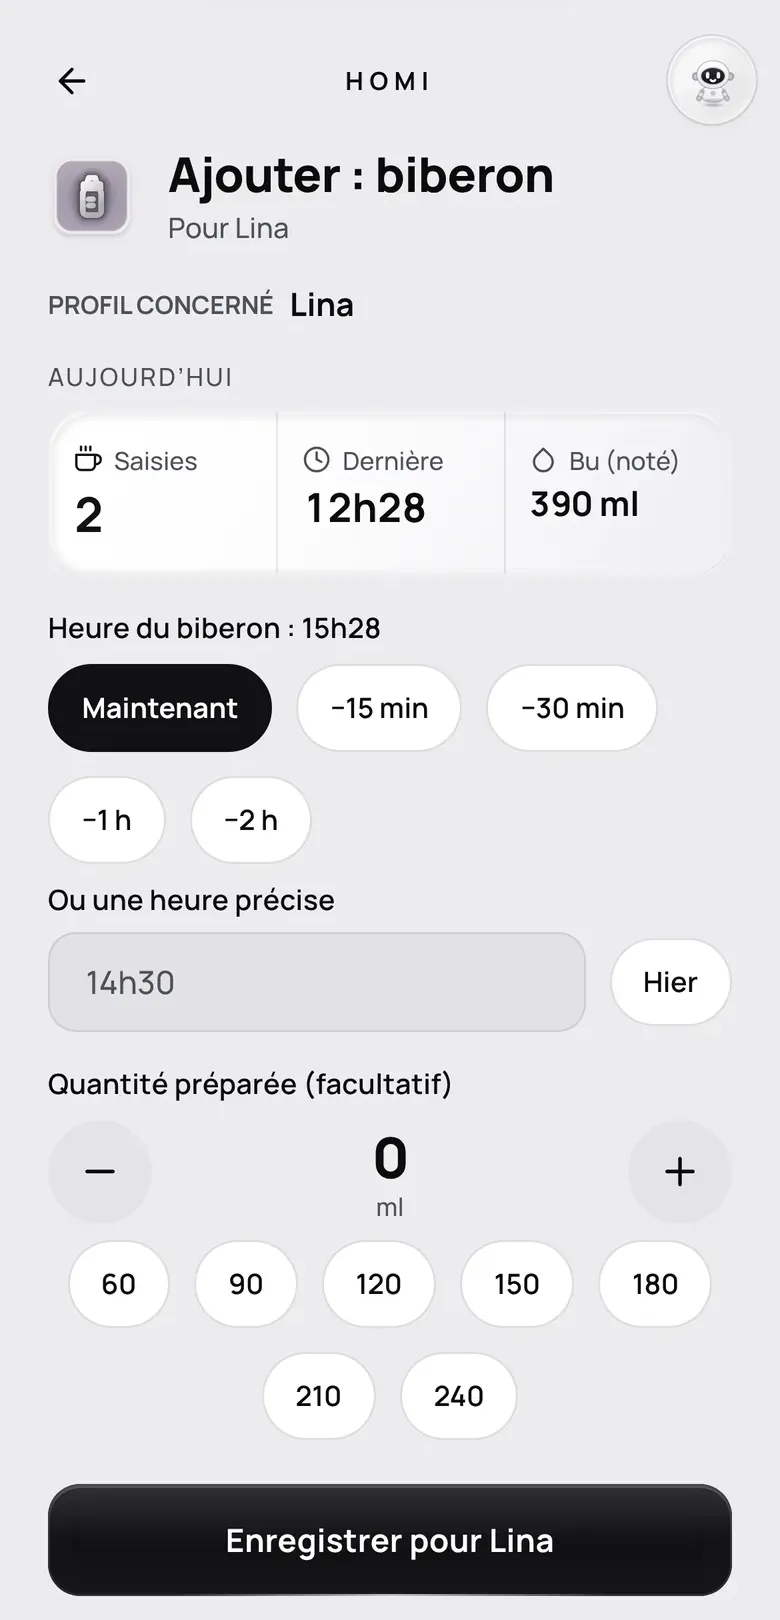 HOMI
Ajouter : biberon
Pour Lina
PROFIL CONCERNÉ Lina
AUJOURD’HUI
Saisies Dernière Bu (noté)
2 12h28 390 ml
Heure du biberon : 15h28
Maintenant −15 min −30 min
−1 h −2 h
Ou une heure précise
14h30 Hier
Quantité préparée (facultatif)
− 0 +
ml
60 90 120 150 180
210 240
Enregistrer pour Lina